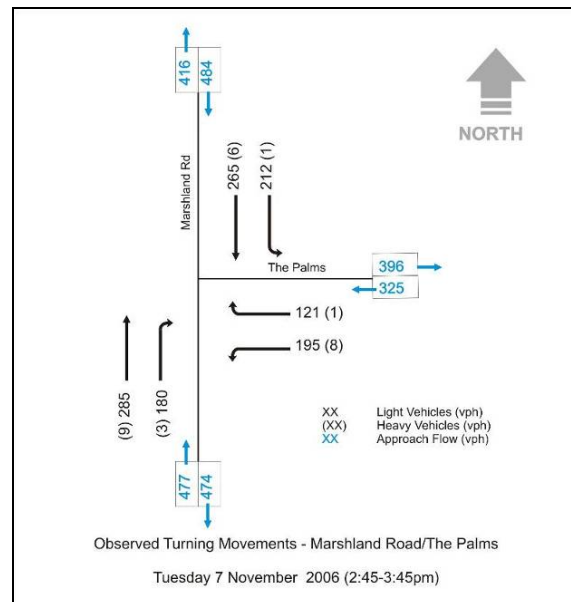 416
484
NORTH
Marshland Rd
265 (6)
212 (1)
The Palms
396
325
121 (1)
195 (8)
(9) 285
(3) 180
XX Light Vehicles (vph)
(XX) Heavy Vehicles (vph)
XX Approach Flow (vph)
477
474
Observed Turning Movements - Marshland Road/The Palms
Tuesday 7 November 2006 (2:45-3:45pm)